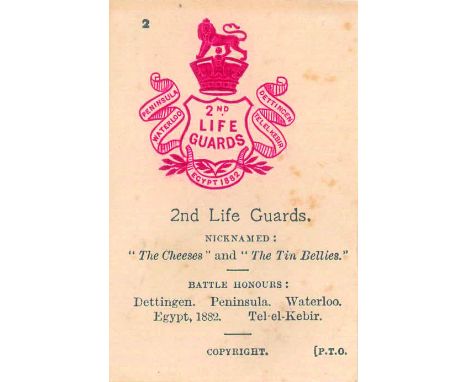 2
PENINSULA
WATERLOO
DETTINGEN
TEL EL KEBIR
2ND
LIFE
GUARDS
EGYPT 1882
2nd Life Guards.
NICKNAMED:
"The Cheeses" and "The Tin Bellies."
BATTLE HONOURS:
Dettingen. Peninsula. Waterloo.
Egypt, 1882. Tel-el-Kebir.
COPYRIGHT. [P.T.O.